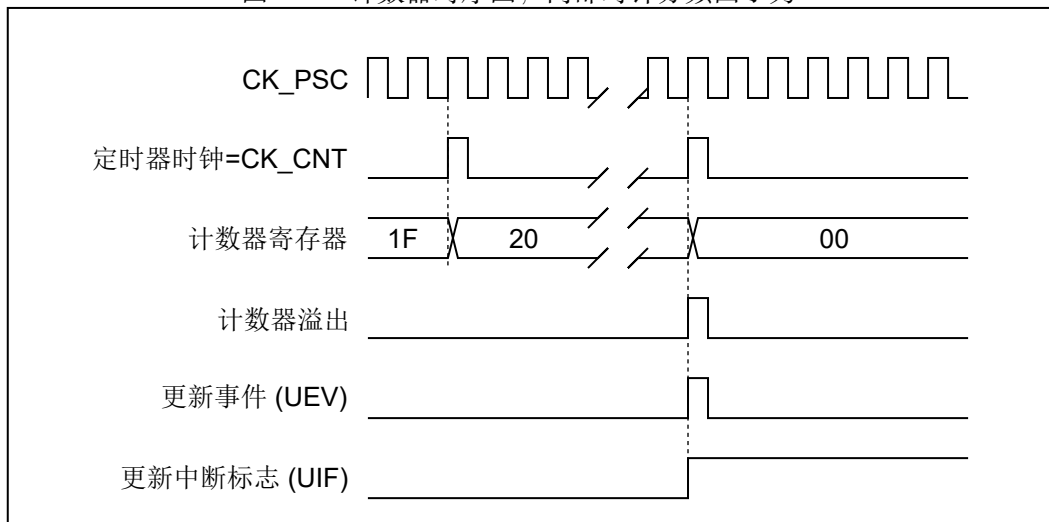 CK_PSC
定时器时钟=CK_CNT
计数器寄存器 1F 20 00
计数器溢出
更新事件 (UEV)
更新中断标志 (UIF)